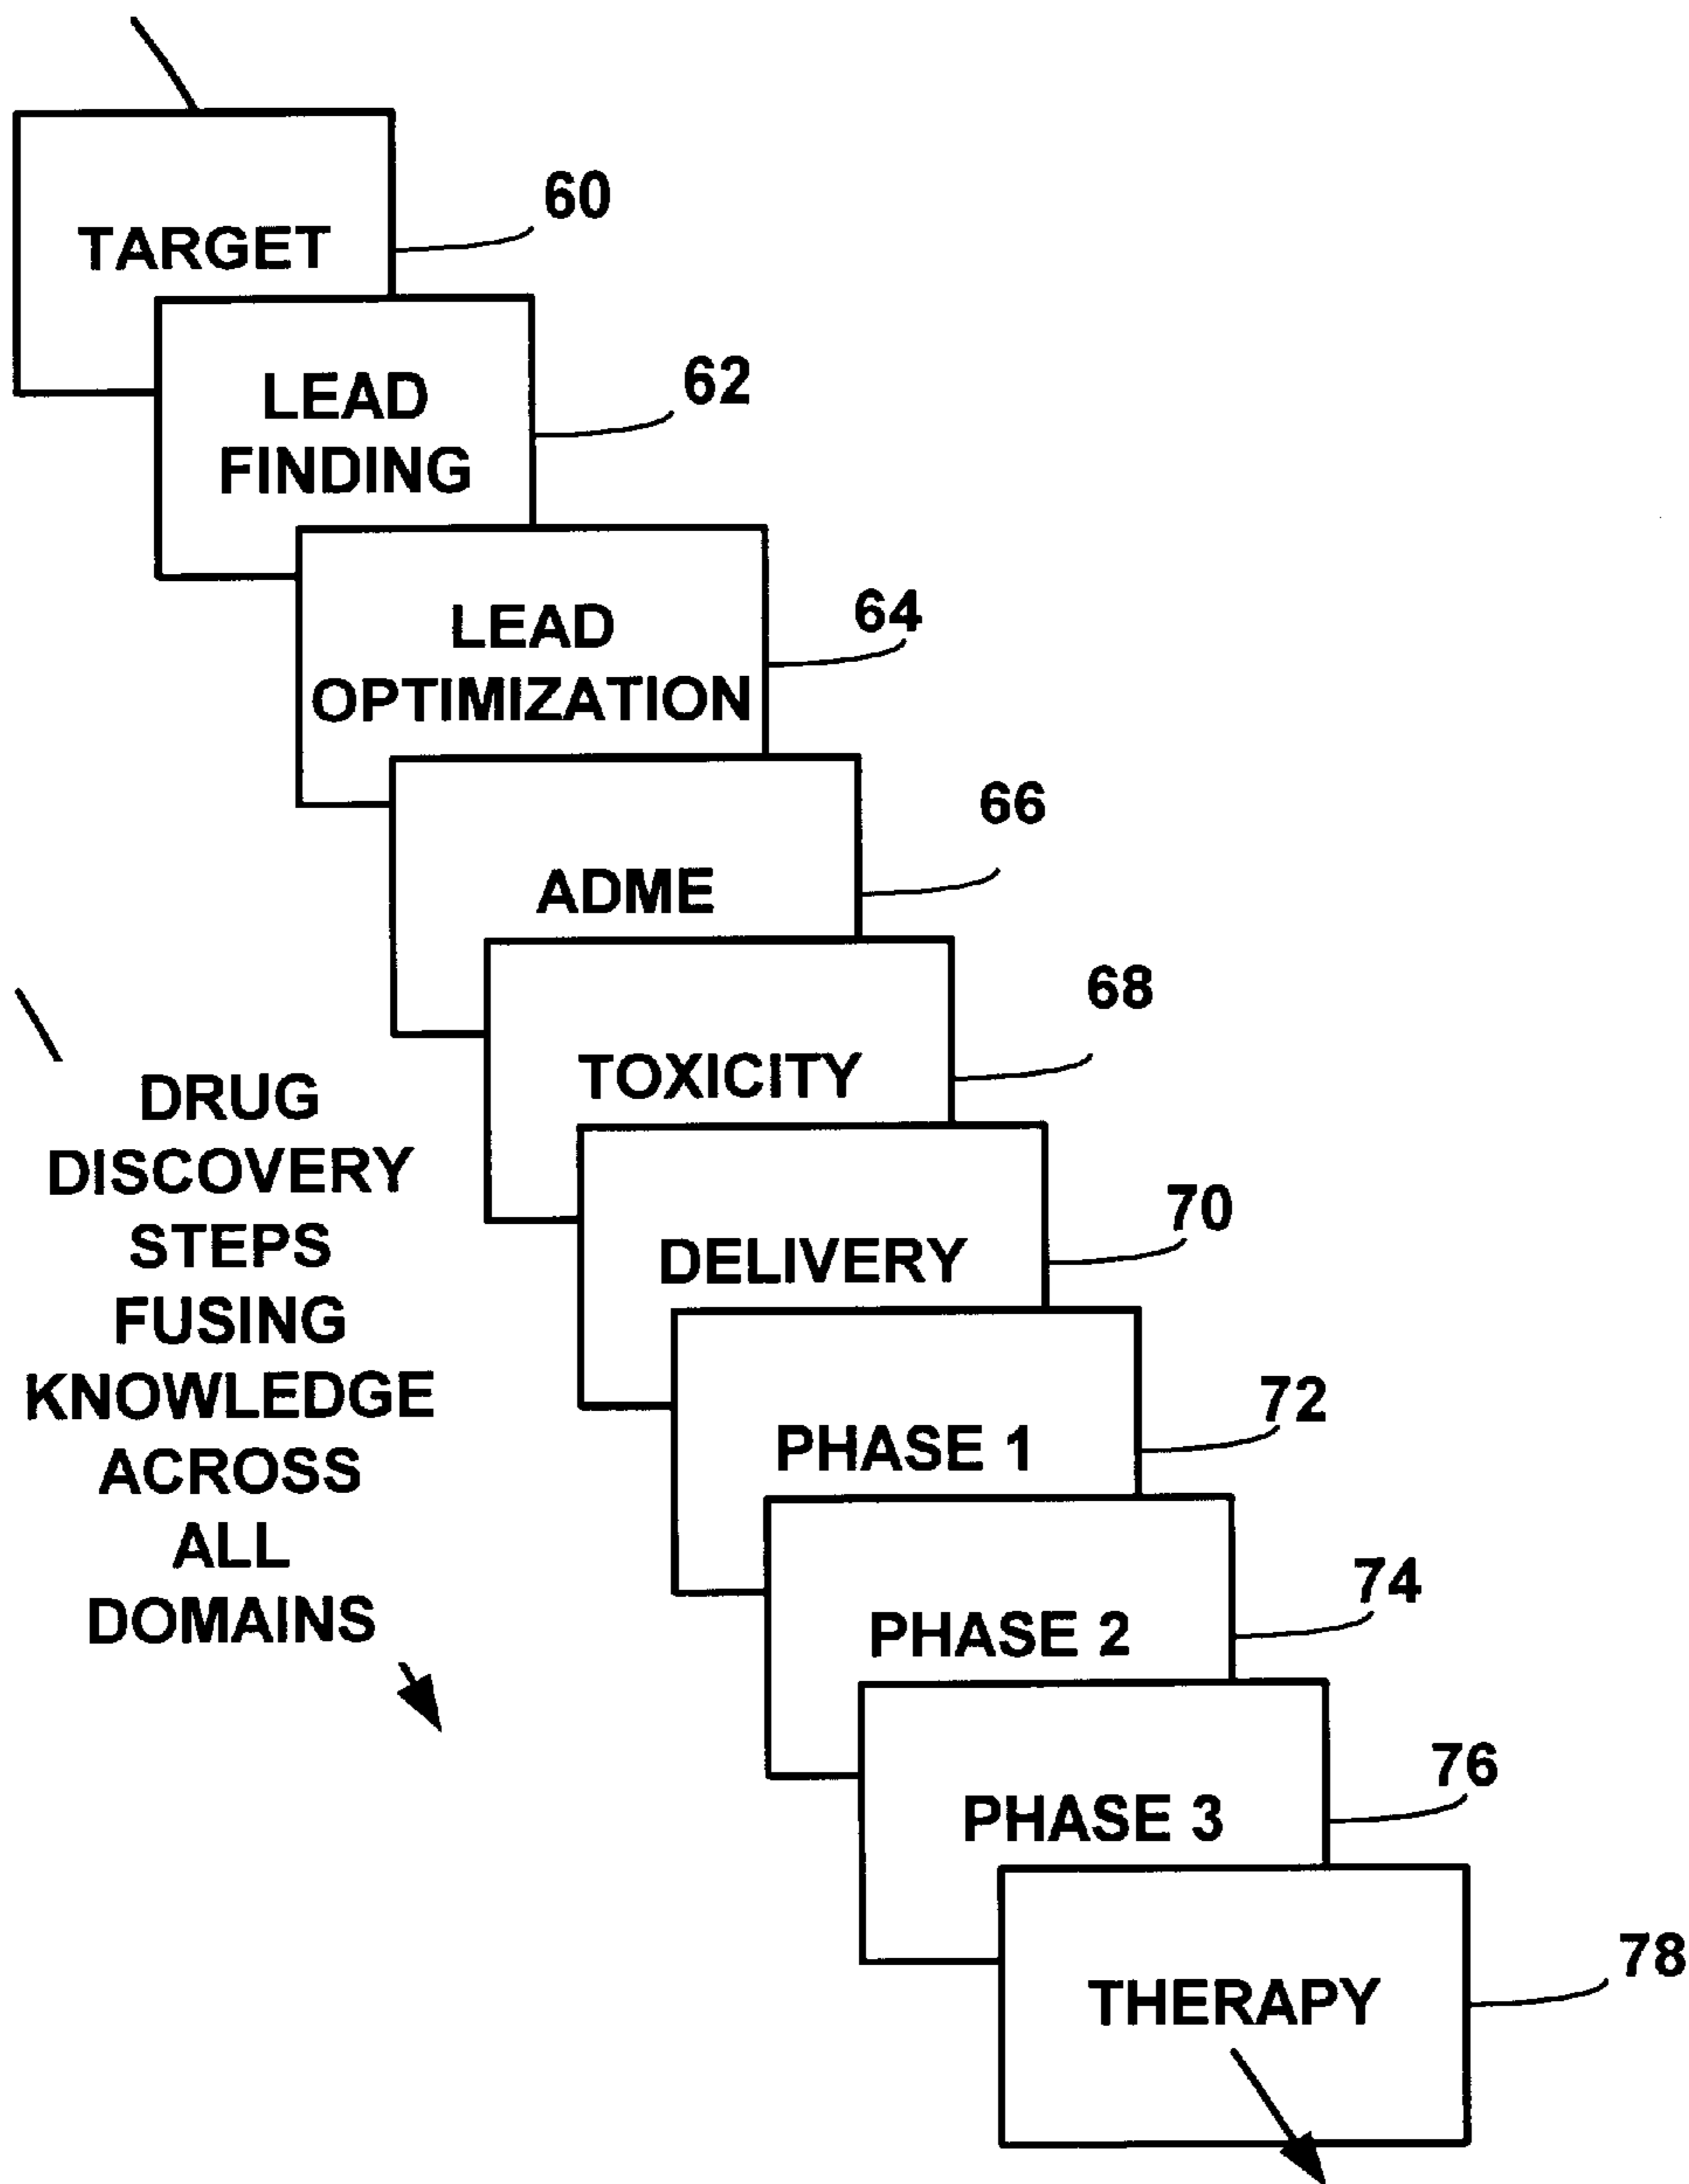 60
TARGET
62
LEAD
FINDING
64
LEAD
OPTIMIZATION
66
ADME
68
TOXICITY
70
DELIVERY
72
PHASE 1
74
PHASE 2
76
PHASE 3
78
THERAPY
DRUG
DISCOVERY
STEPS
FUSING
KNOWLEDGE
ACROSS
ALL
DOMAINS